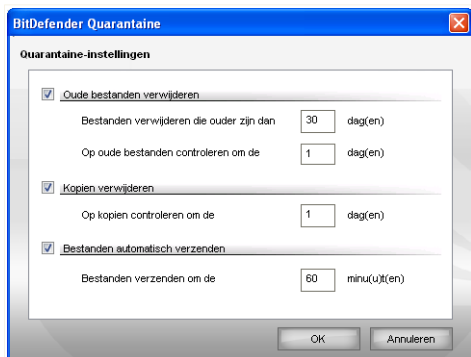 BitDefender Quarantaine
Quarantaine-instellingen
Oude bestanden verwijderen
Bestanden verwijderen die ouder zijn dan 30 dag(en)
Op oude bestanden controleren om de 1 dag(en)
Kopien verwijderen
Op kopien controleren om de 1 dag(en)
Bestanden automatisch verzenden
Bestanden verzenden om de 60 minu(u)t(en)
OK Annuleren